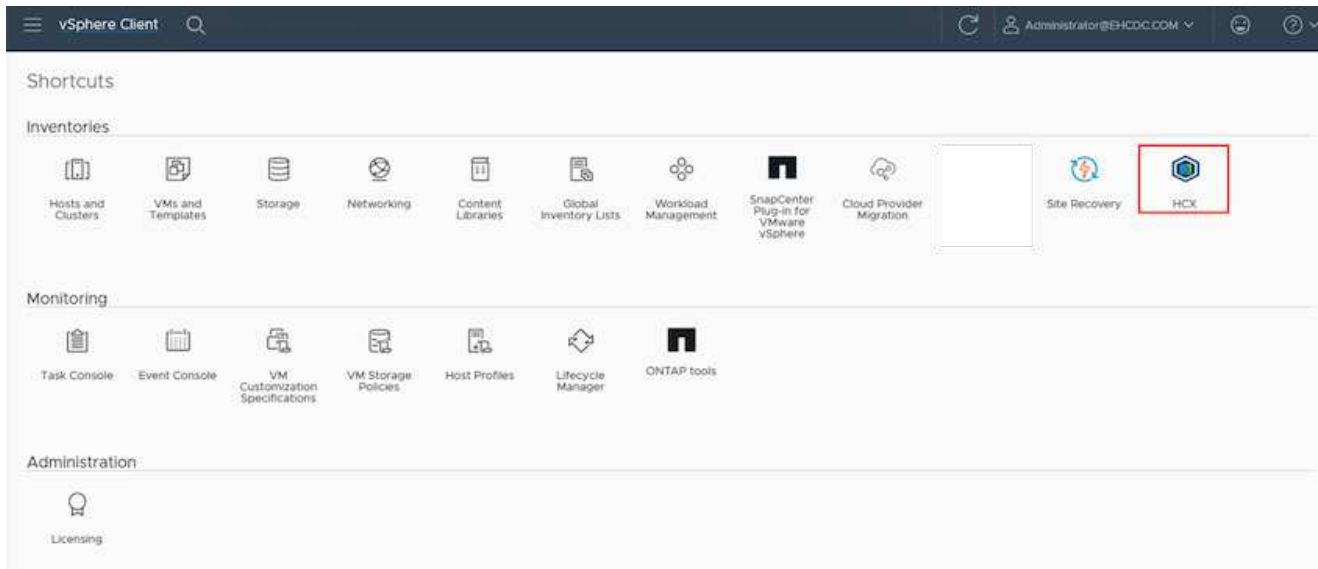 vSphere Client
Administrator@EHCDC.COM
Shortcuts
Inventories
Hosts and Clusters
VMs and Templates
Storage
Networking
Content Libraries
Global Inventory Lists
Workload Management
SnapCenter Plug-in for VMware vSphere
Cloud Provider Migration
Site Recovery
HCX
Monitoring
Task Console
Event Console
VM Customization Specifications
VM Storage Policies
Host Profiles
Lifecycle Manager
ONTAP tools
Administration
Licensing